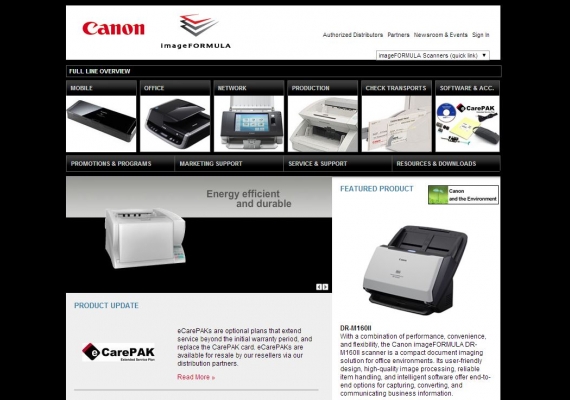 Canon
imageFORMULA
Authorized Distributors Partners Newsroom & Events Sign In
imageFORMULA Scanners (quick link)
FULL LINE OVERVIEW
MOBILE OFFICE NETWORK PRODUCTION CHECK TRANSPORTS SOFTWARE & ACC.
eCarePAK
PROMOTIONS & PROGRAMS MARKETING SUPPORT SERVICE & SUPPORT RESOURCES & DOWNLOADS
Energy efficient
and durable
PRODUCT UPDATE
eCarePAK
Extended Service Plan
eCarePAKs are optional plans that extend
service beyond the initial warranty period, and
replace the CarePAK card. eCarePAKs are
available for resale by our resellers via our
distribution partners.
Read More »
FEATURED PRODUCT
Canon
and the Environment
Canon
DR-M160II
With a combination of performance, convenience,
and flexibility, the Canon imageFORMULA DR-
M160II scanner is a compact document imaging
solution for office environments. Its user-friendly
design, high-quality image processing, reliable
item handling, and intelligent software offer end-to-
end options for capturing, converting, and
communicating business information.